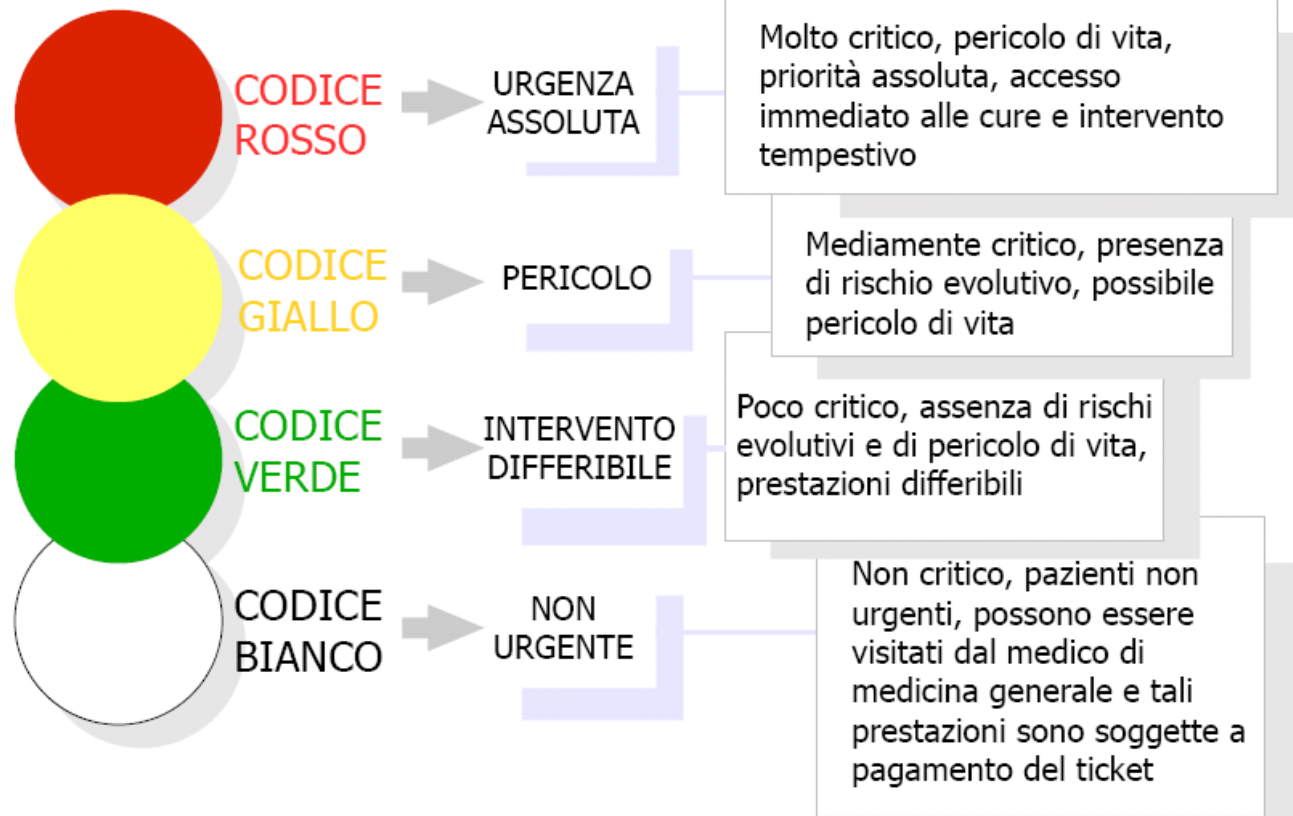 CODICE
ROSSO
URGENZA
ASSOLUTA
Molto critico, pericolo di vita,
priorità assoluta, accesso
immediato alle cure e intervento
tempestivo
CODICE
GIALLO
PERICOLO
Mediamente critico, presenza
di rischio evolutivo, possibile
pericolo di vita
CODICE
VERDE
INTERVENTO
DIFFERIBILE
Poco critico, assenza di rischi
evolutivi e di pericolo di vita,
prestazioni differibili
CODICE
BIANCO
NON
URGENTE
Non critico, pazienti non
urgenti, possono essere
visitati dal medico di
medicina generale e tali
prestazioni sono soggette a
pagamento del ticket